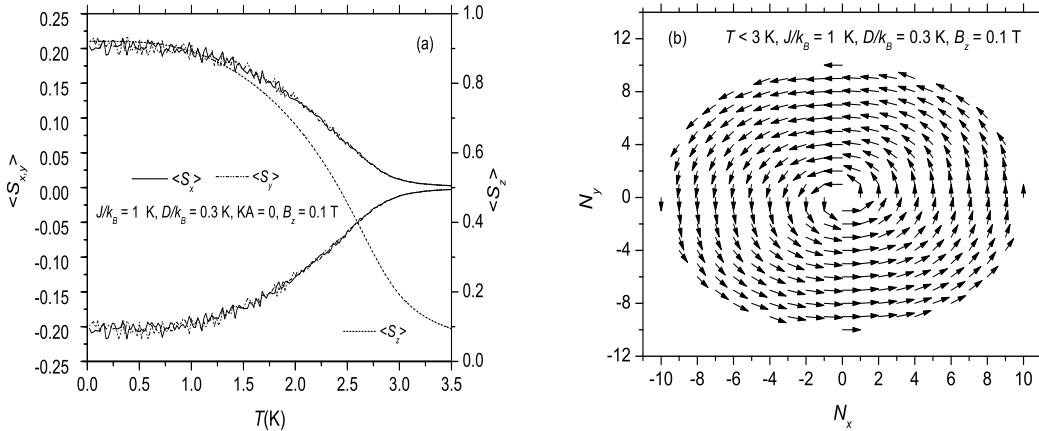 (a)
0.25
0.20
0.15
0.10
0.05
0.00
-0.05
-0.10
-0.15
-0.20
-0.25
<S_{x,y}>
1.0
0.8
0.6
0.4
0.2
0.0
<S_z>
<S_x> <S_y>
J/k_B = 1 K, D/k_B = 0.3 K, KA = 0, B_z = 0.1 T
<S_z>
0.0 0.5 1.0 1.5 2.0 2.5 3.0 3.5
T(K)
(b) T < 3 K, J/k_B = 1 K, D/k_B = 0.3 K, B_z = 0.1 T
12
8
4
0
-4
-8
-12
N_y
-10 -8 -6 -4 -2 0 2 4 6 8 10
N_x